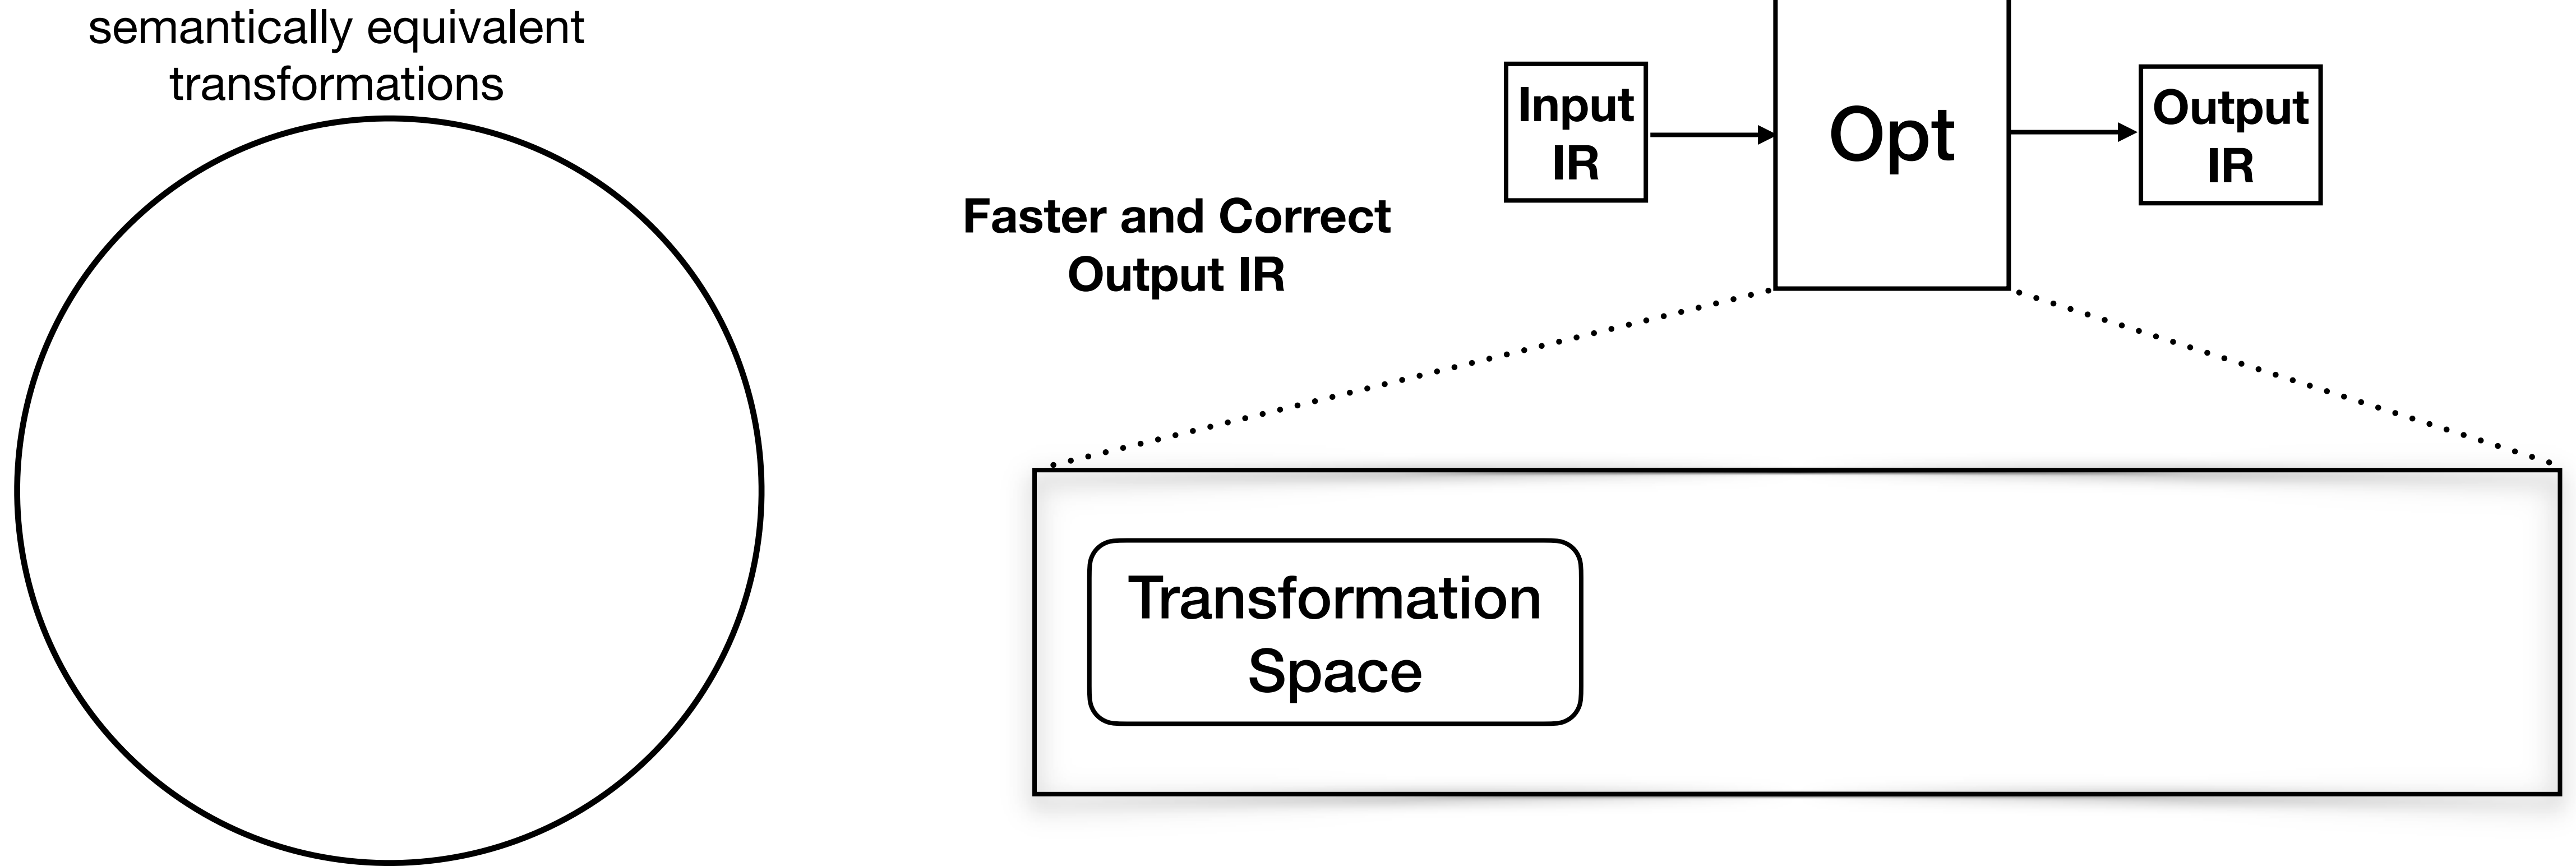 semantically equivalent
transformations
Faster and Correct
Output IR
Input
IR
Opt
Output
IR
Transformation
Space